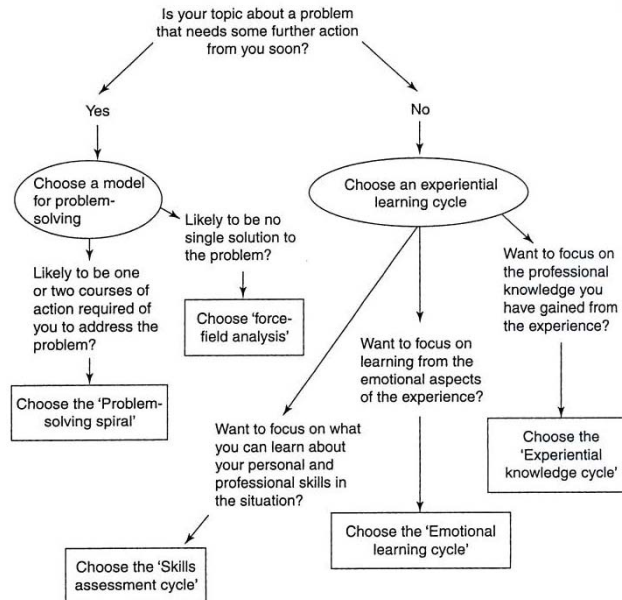 Is your topic about a problem
that needs some further action
from you soon?
Yes
No
Choose a model
for problem-
solving
Choose an experiential
learning cycle
Likely to be no
single solution to
the problem?
Want to focus on
the professional
knowledge you
have gained from
the experience?
Likely to be one
or two courses of
action required of
you to address the
problem?
Choose 'force-
field analysis'
Want to focus on
learning from the
emotional aspects
of the experience?
Choose the 'Problem-
solving spiral'
Want to focus on what
you can learn about
your personal and
professional skills in
the situation?
Choose the
'Experiential
knowledge cycle'
Choose the 'Emotional
learning cycle'
Choose the 'Skills
assessment cycle'